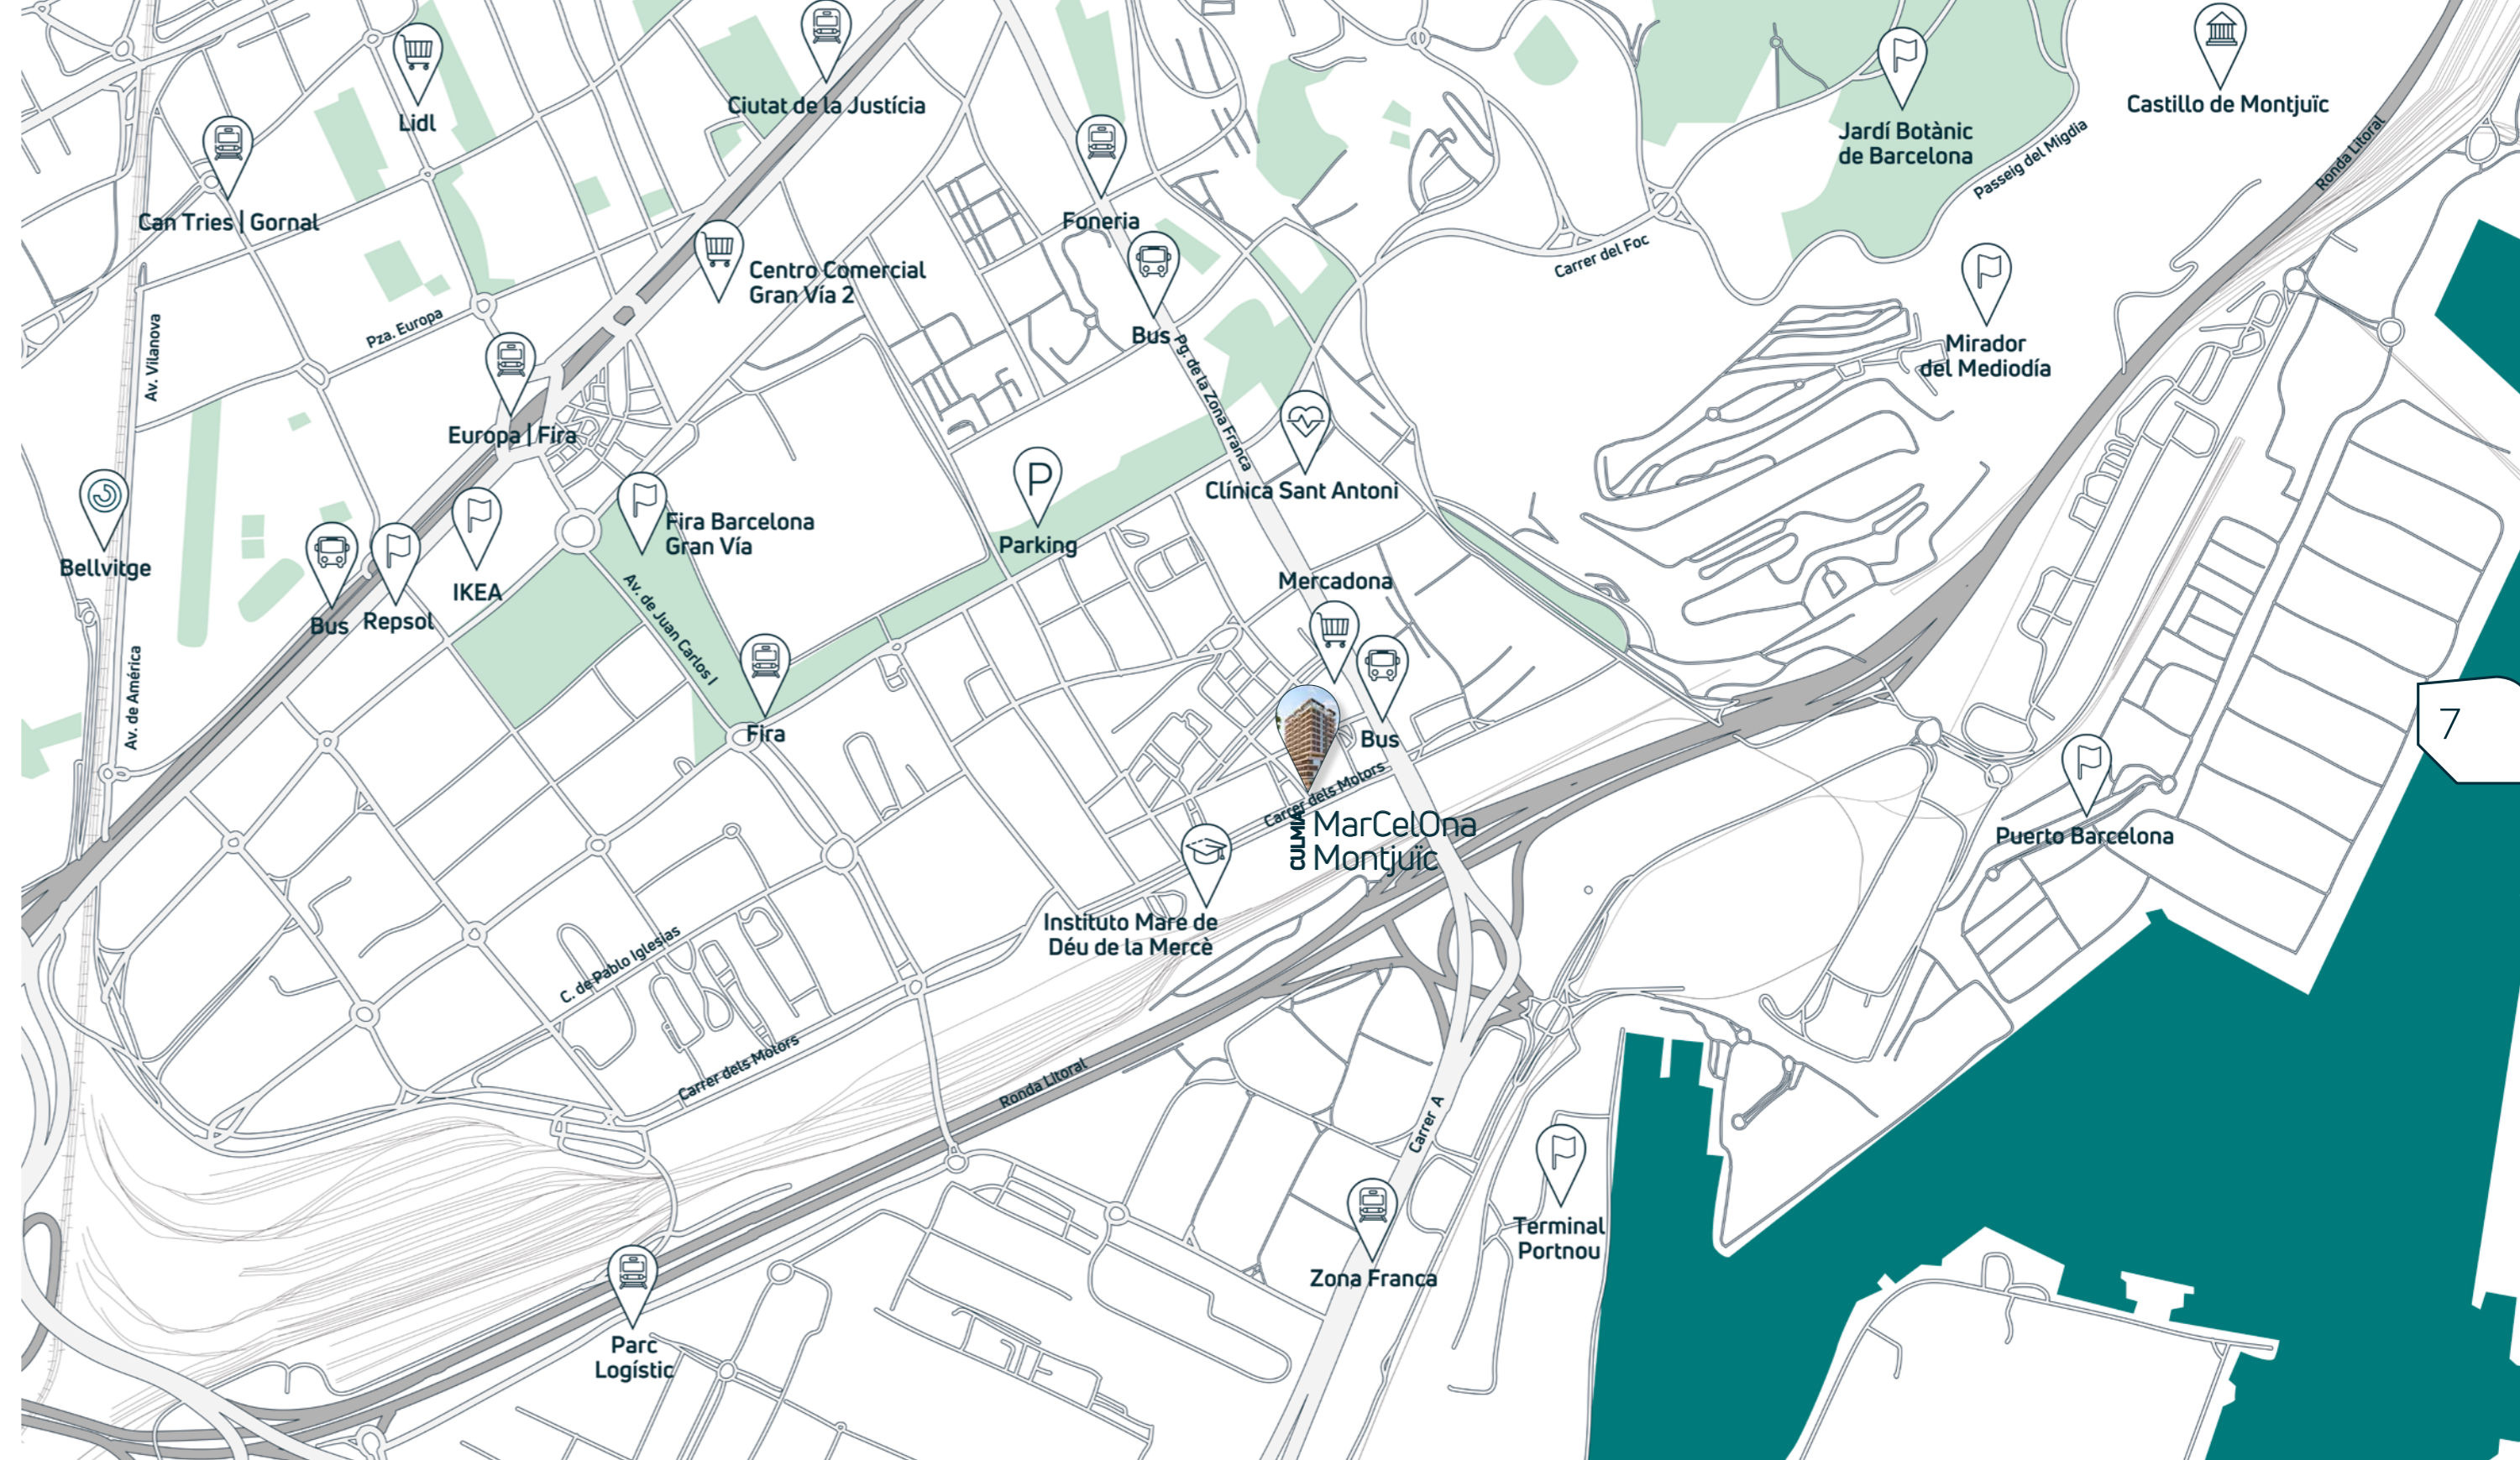 Lidl
Ciutat de la Justícia
Castillo de Montjuïc
Jardí Botànic
de Barcelona
Passeig del Migdia
Ronda Litoral
Can Tries | Gornal
Foneria
Carrer del Foc
Centro Comercial
Gran Vía 2
Av. Vilanova
Pza. Europa
Bus
Pg. de la Zona Franca
Mirador
del Mediodía
Europa | Fira
P
Parking
Clínica Sant Antoni
Fira Barcelona
Gran Vía
Bellvitge
Bus
Repsol
IKEA
Mercadona
Av. de Juan Carlos I
Av. de América
Fira
Bus
7
Carrer dels Motors
CULMIA
MarCelOna
Montjuïc
Puerto Barcelona
Instituto Mare de
Déu de la Mercè
C. de Pablo Iglesias
Carrer dels Motors
Ronda Litoral
Carrer A
Terminal
Portnou
Zona Franca
Parc
Logístic